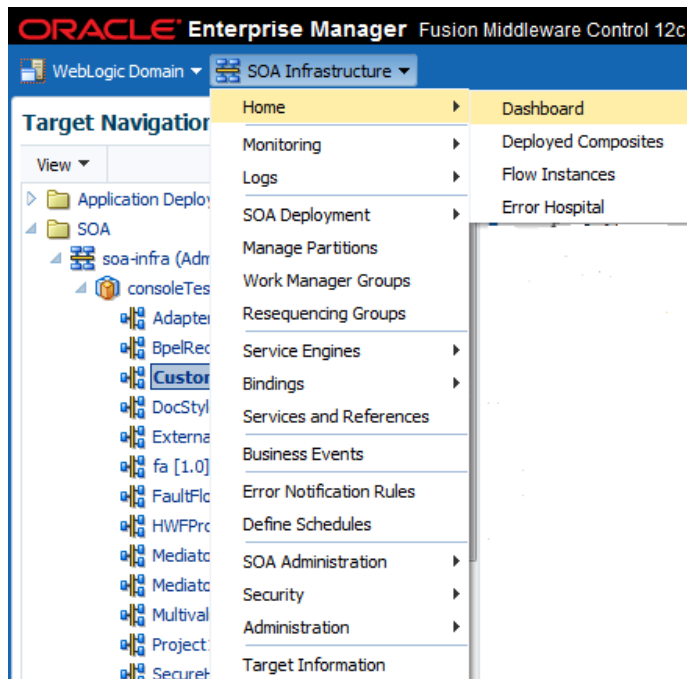 ORACLE Enterprise Manager Fusion Middleware Control 12c
WebLogic Domain SOA Infrastructure
Target Navigation
View
Application Deploy
SOA
soa-infra (Adm
consoleTes
Adapter
BpelRec
Custor
DocStyl
Externa
fa [1.0]
FaultFlo
HWFPro
Mediato
Mediato
Multival
Project
SecureH
Home
Monitoring
Logs
SOA Deployment
Manage Partitions
Work Manager Groups
Resequencing Groups
Service Engines
Bindings
Services and References
Business Events
Error Notification Rules
Define Schedules
SOA Administration
Security
Administration
Target Information
Dashboard
Deployed Composites
Flow Instances
Error Hospital